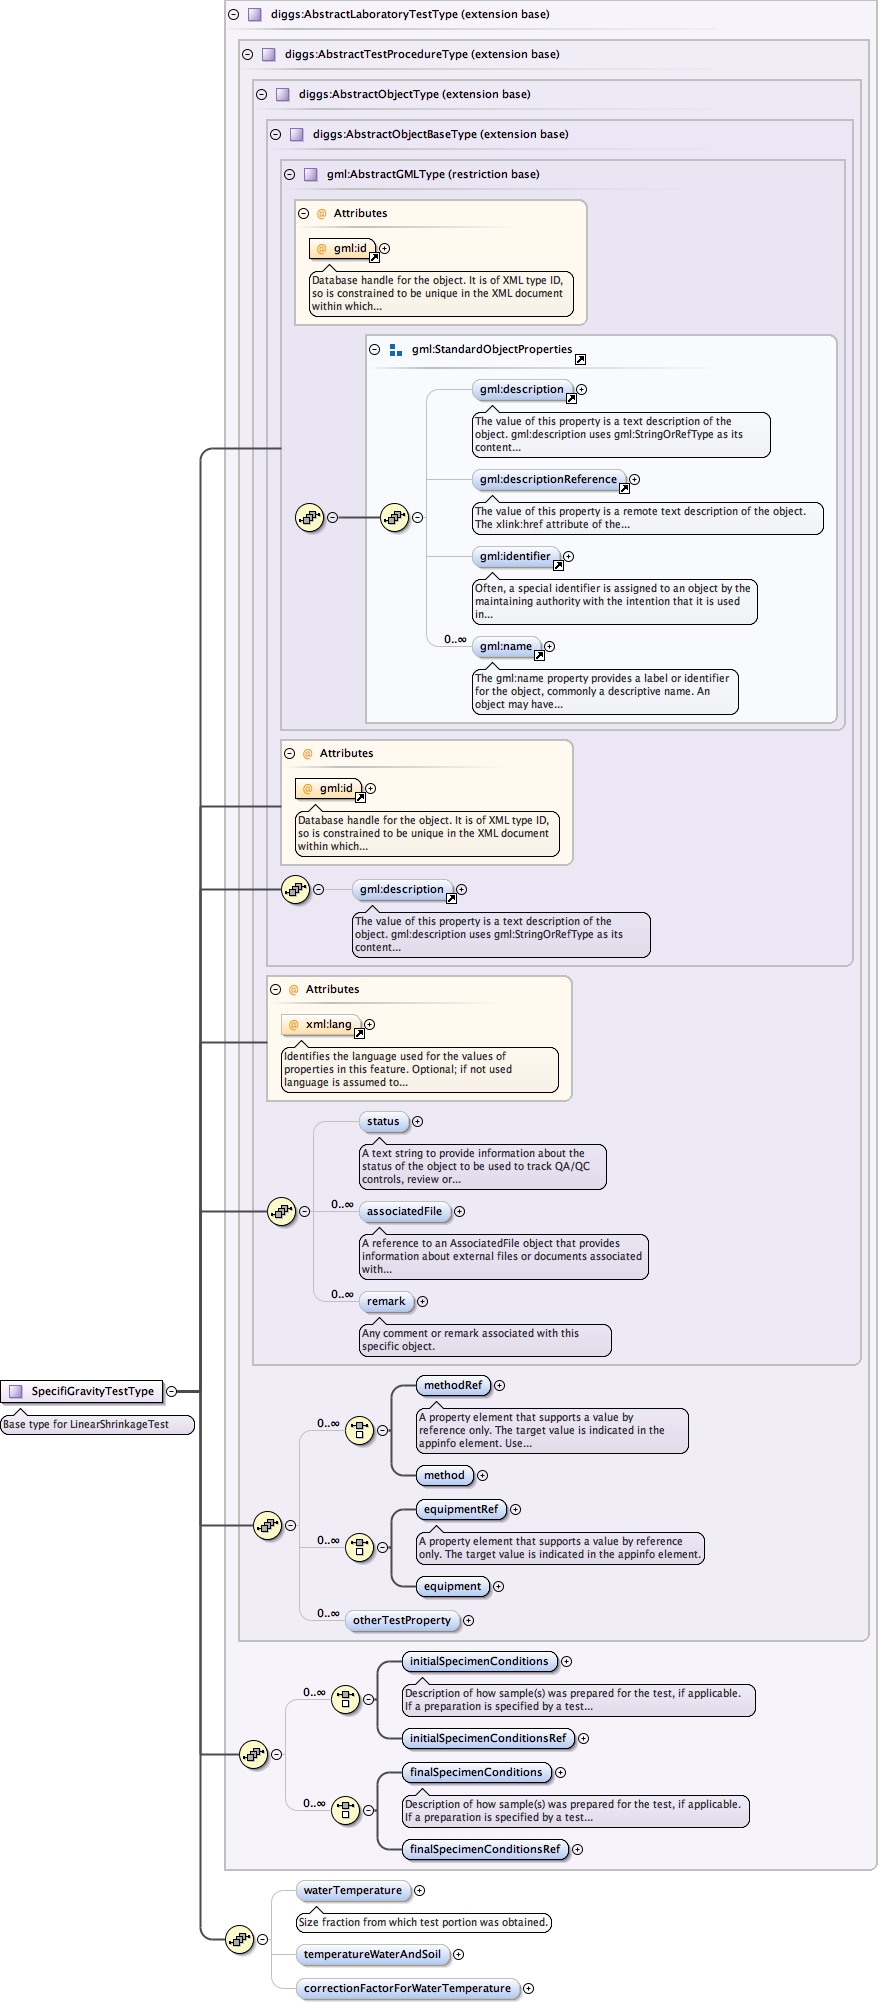 diggs:AbstractLaboratoryTestType (extension base)
diggs:AbstractTestProcedureType (extension base)
diggs:AbstractObjectType (extension base)
diggs:AbstractObjectBaseType (extension base)
gml:AbstractGMLType (restriction base)
@ Attributes
@ gml:id
Database handle for the object. It is of XML type ID,
so is constrained to be unique in the XML document
within which...
gml:StandardObjectProperties
gml:description
The value of this property is a text description of the
object. gml:description uses gml:StringOrRefType as its
content...
gml:descriptionReference
The value of this property is a remote text description of the object.
The xlink:href attribute of the...
gml:identifier
Often, a special identifier is assigned to an object by the
maintaining authority with the intention that it is used
in...
0..∞
gml:name
The gml:name property provides a label or identifier
for the object, commonly a descriptive name. An
object may have...
@ Attributes
@ gml:id
Database handle for the object. It is of XML type ID,
so is constrained to be unique in the XML document
within which...
gml:description
The value of this property is a text description of the
object. gml:description uses gml:StringOrRefType as its
content...
@ Attributes
@ xml:lang
Identifies the language used for the values of
properties in this feature. Optional; if not used
language is assumed to...
status
A text string to provide information about the
status of the object to be used to track QA/QC
controls, review or...
0..∞
associatedFile
A reference to an AssociatedFile object that provides
information about external files or documents associated
with...
0..∞
remark
Any comment or remark associated with this
specific object.
SpecifiGravityTestType
Base type for LinearShrinkageTest
methodRef
0..∞
A property element that supports a value by
reference only. The target value is indicated in the
appinfo element. Use...
method
equipmentRef
0..∞
A property element that supports a value by reference
only. The target value is indicated in the appinfo element.
equipment
0..∞
otherTestProperty
initialSpecimenConditions
0..∞
Description of how sample(s) was prepared for the test, if applicable.
If a preparation is specified by a test...
initialSpecimenConditionsRef
finalSpecimenConditions
0..∞
Description of how sample(s) was prepared for the test, if applicable.
If a preparation is specified by a test...
finalSpecimenConditionsRef
waterTemperature
Size fraction from which test portion was obtained.
temperatureWaterAndSoil
correctionFactorForWaterTemperature